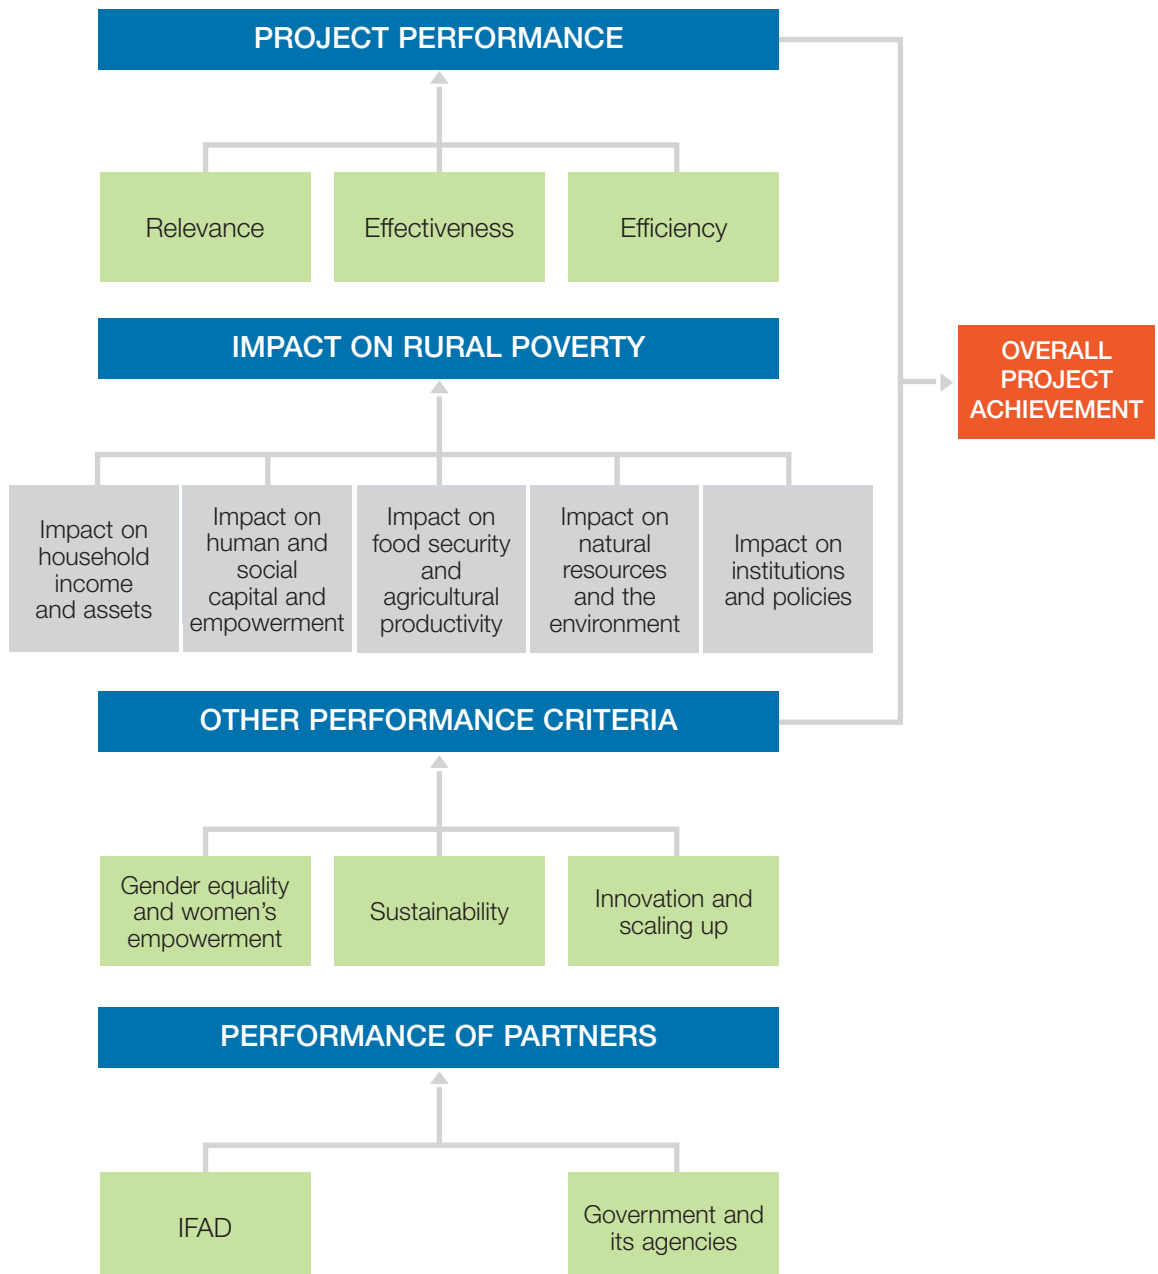 PROJECT PERFORMANCE
Relevance
Effectiveness
Efficiency
IMPACT ON RURAL POVERTY
OVERALL
PROJECT
ACHIEVEMENT
Impact on
household
income
and assets
Impact on
human and
social
capital and
empowerment
Impact on
food security
and
agricultural
productivity
Impact on
natural
resources
and the
environment
Impact on
institutions
and policies
OTHER PERFORMANCE CRITERIA
Gender equality
and women’s
empowerment
Sustainability
Innovation and
scaling up
PERFORMANCE OF PARTNERS
IFAD
Government and
its agencies